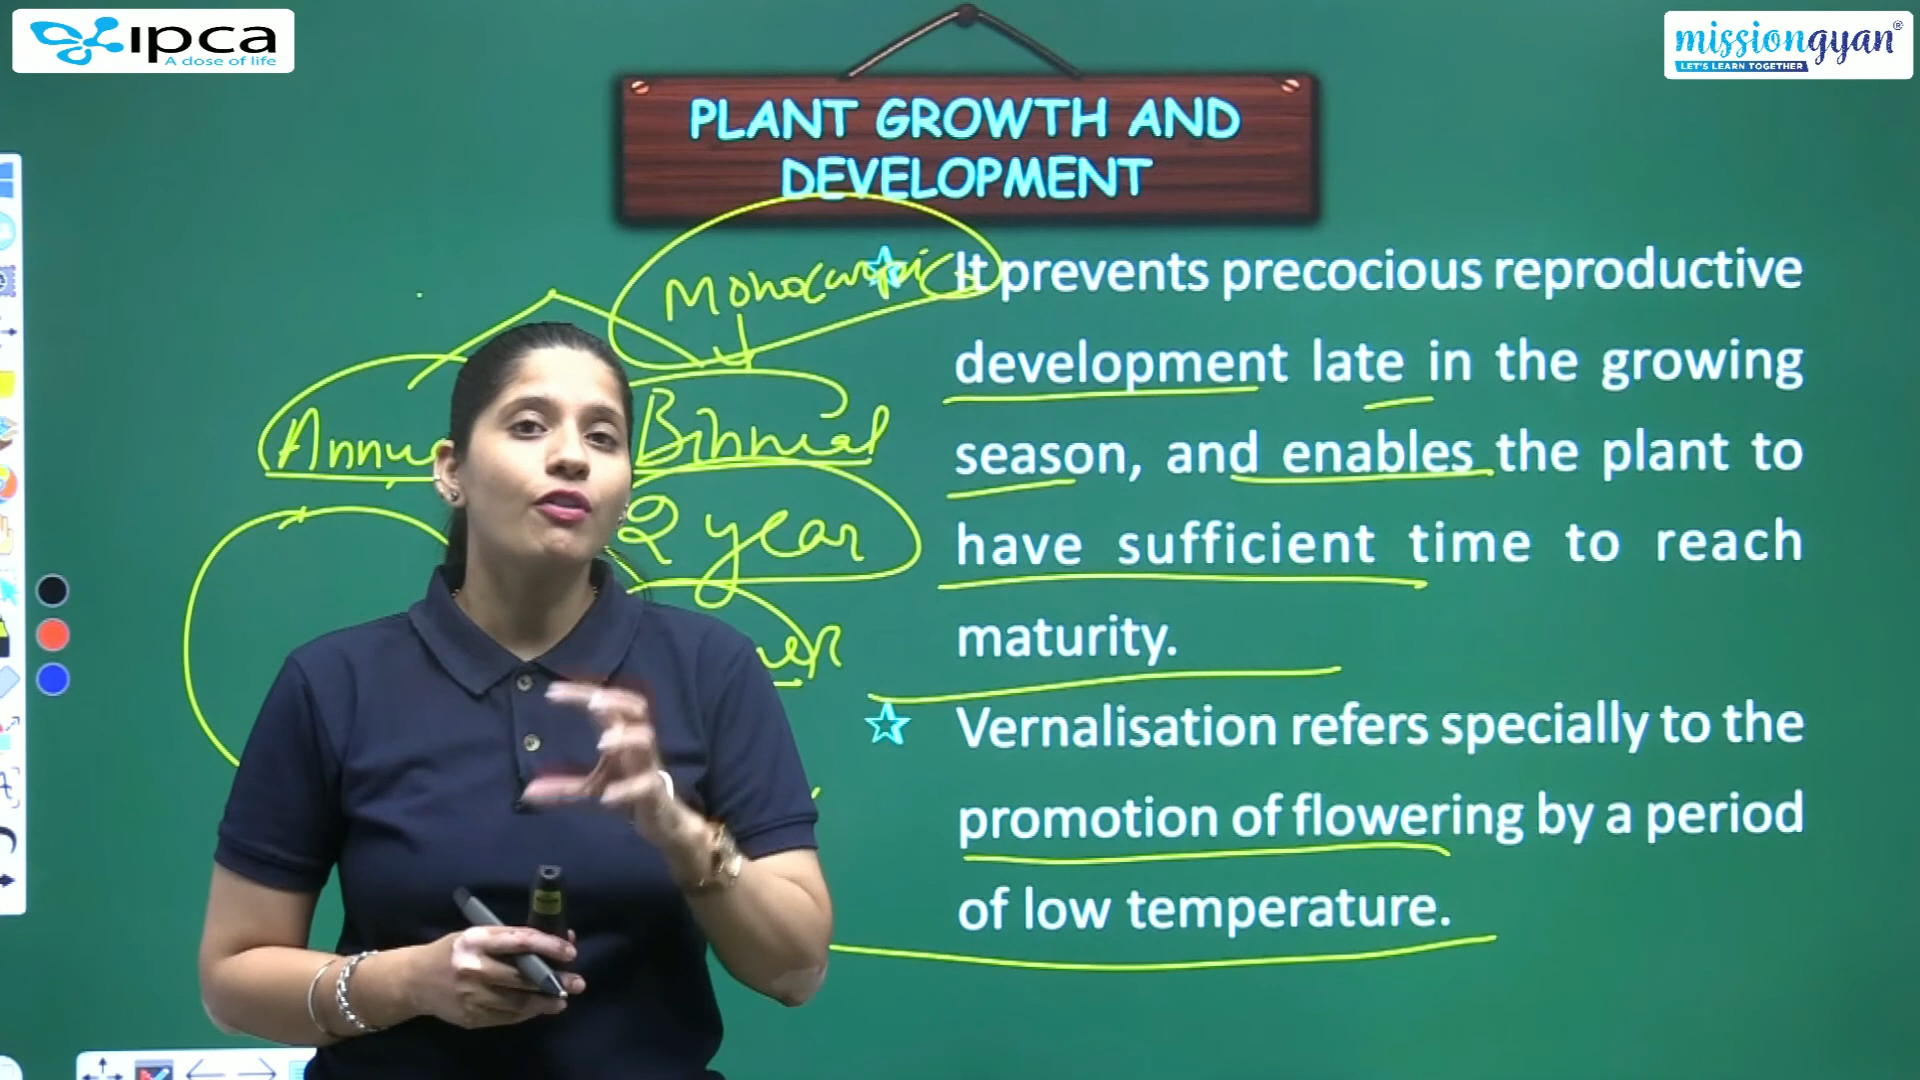 ipca
A dose of life
missiongyan®
LET'S LEARN TOGETHER
PLANT GROWTH AND
DEVELOPMENT
Monocarpic
Binnial
2 year
It prevents precocious reproductive
development late in the growing
season, and enables the plant to
have sufficient time to reach
maturity.
Vernalisation refers specially to the
promotion of flowering by a period
of low temperature.